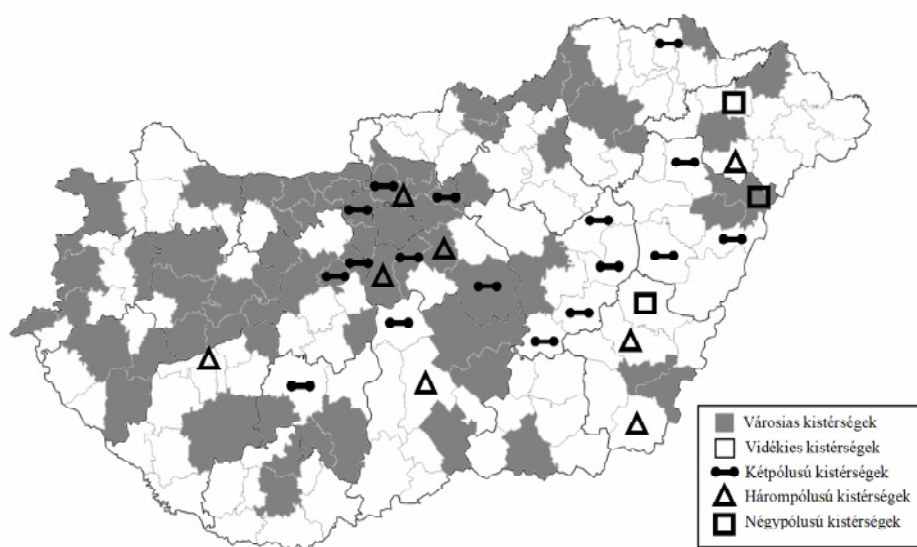 Városias kistérségek
Vidékies kistérségek
Kétpólusú kistérségek
Hárompólusú kistérségek
Négypólusú kistérségek